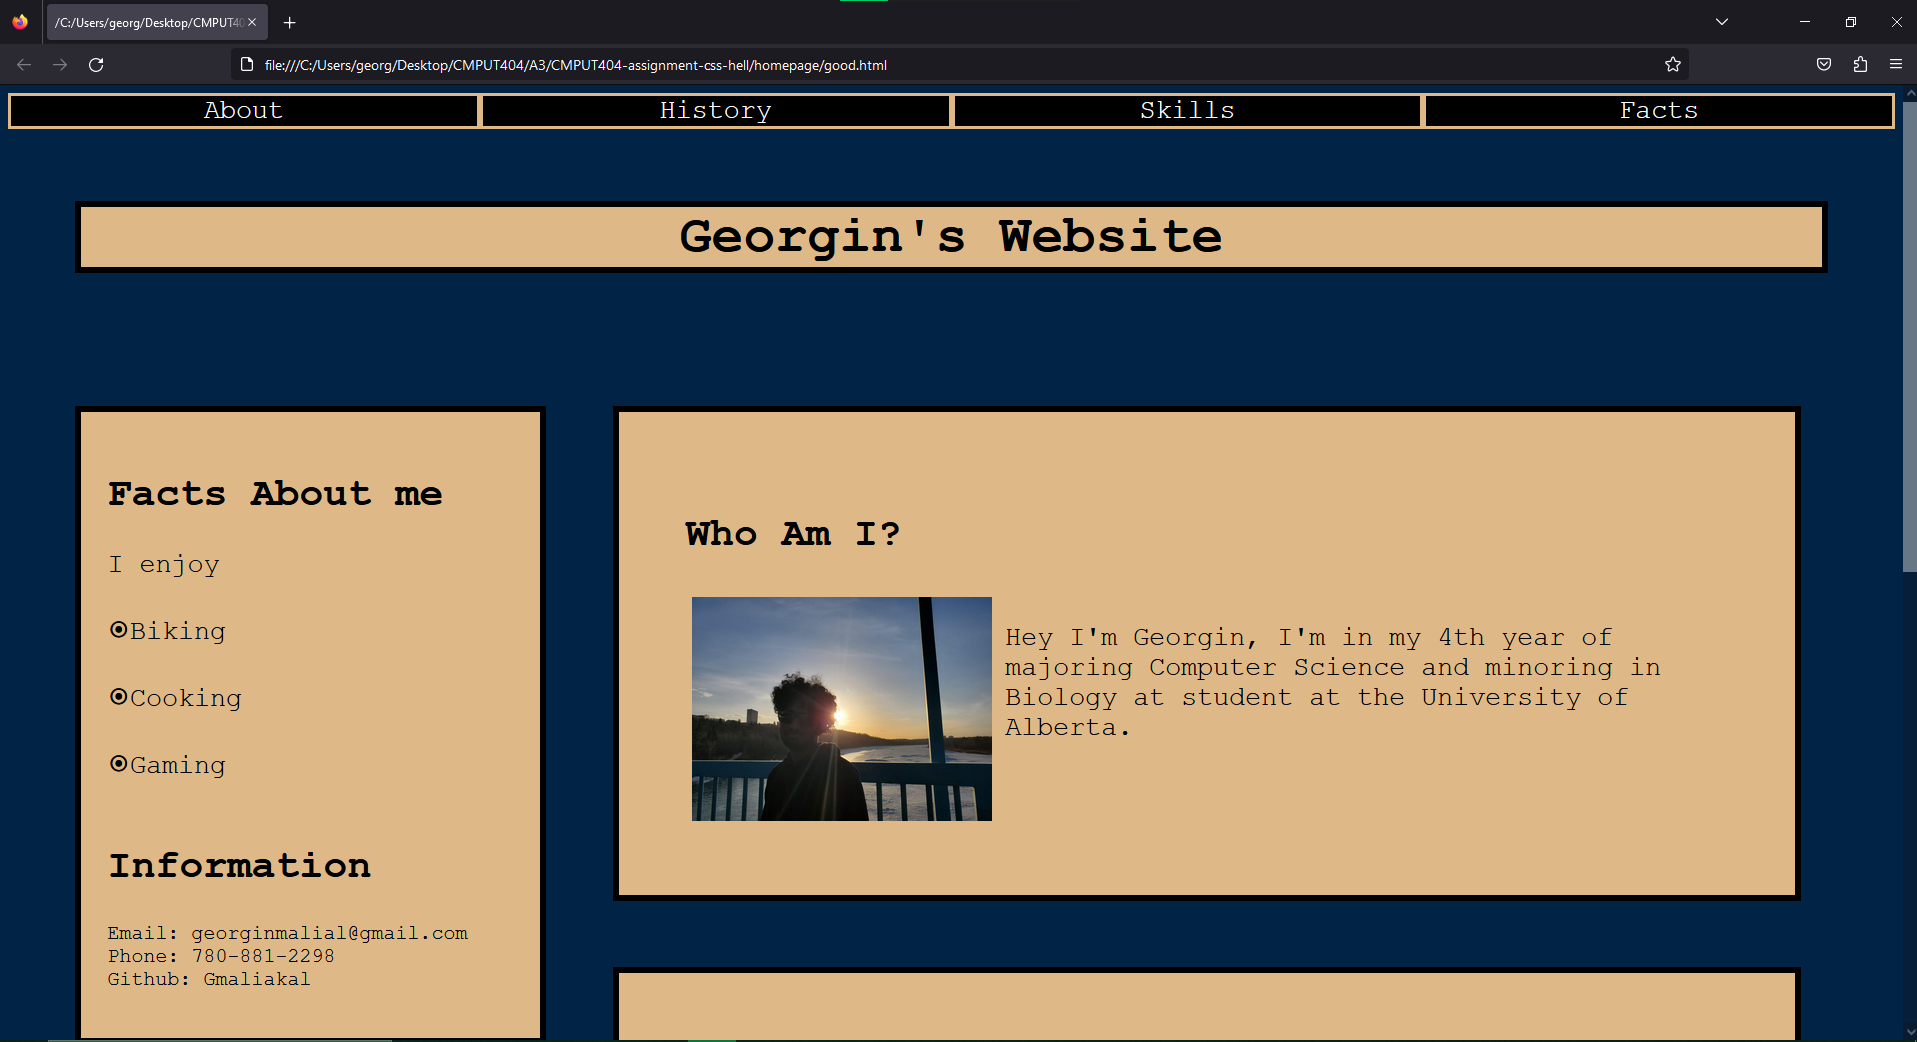 /C:/Users/georg/Desktop/CMPUT40
file:///C:/Users/georg/Desktop/CMPUT404/A3/CMPUT404-assignment-css-hell/homepage/good.html
About History Skills Facts
Georgin's Website
Facts About me
I enjoy
Biking
Cooking
Gaming
Information
Email: georginmalial@gmail.com
Phone: 780-881-2298
Github: Gmaliakal
Who Am I?
Hey I'm Georgin, I'm in my 4th year of
majoring Computer Science and minoring in
Biology at student at the University of
Alberta.